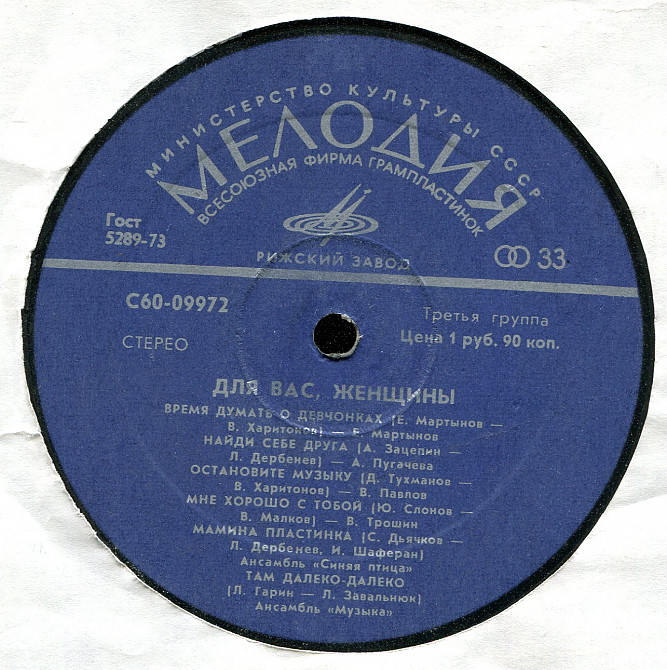 МИНИСТЕРСТВО КУЛЬТУРЫ СССР
МЕЛОДИЯ
ВСЕСОЮЗНАЯ ФИРМА ГРАМПЛАСТИНОК
Гост
5289-73
33
РИЖСКИЙ ЗАВОД
С60-09972
Третья группа
СТЕРЕО
Цена 1 руб. 90 коп.
ДЛЯ ВАС, ЖЕНЩИНЫ
ВРЕМЯ ДУМАТЬ О ДЕВЧОНКАХ (Е. Мартынов —
В. Харитонов) — Е. Мартынов
НАЙДИ СЕБЕ ДРУГА (А. Зацепин —
Л. Дербенев) — А. Пугачева
ОСТАНОВИТЕ МУЗЫКУ (Д. Тухманов —
В. Харитонов) — В. Павлов
МНЕ ХОРОШО С ТОБОЙ (Ю. Слонов —
В. Малков) — В. Трошин
МАМИНА ПЛАСТИНКА (С. Дьячков —
Л. Дербенев, И. Шаферан)
Ансамбль «Синяя птица»
ТАМ ДАЛЕКО-ДАЛЕКО
(Л. Гарин — Л. Завальнюк)
Ансамбль «Музыка»